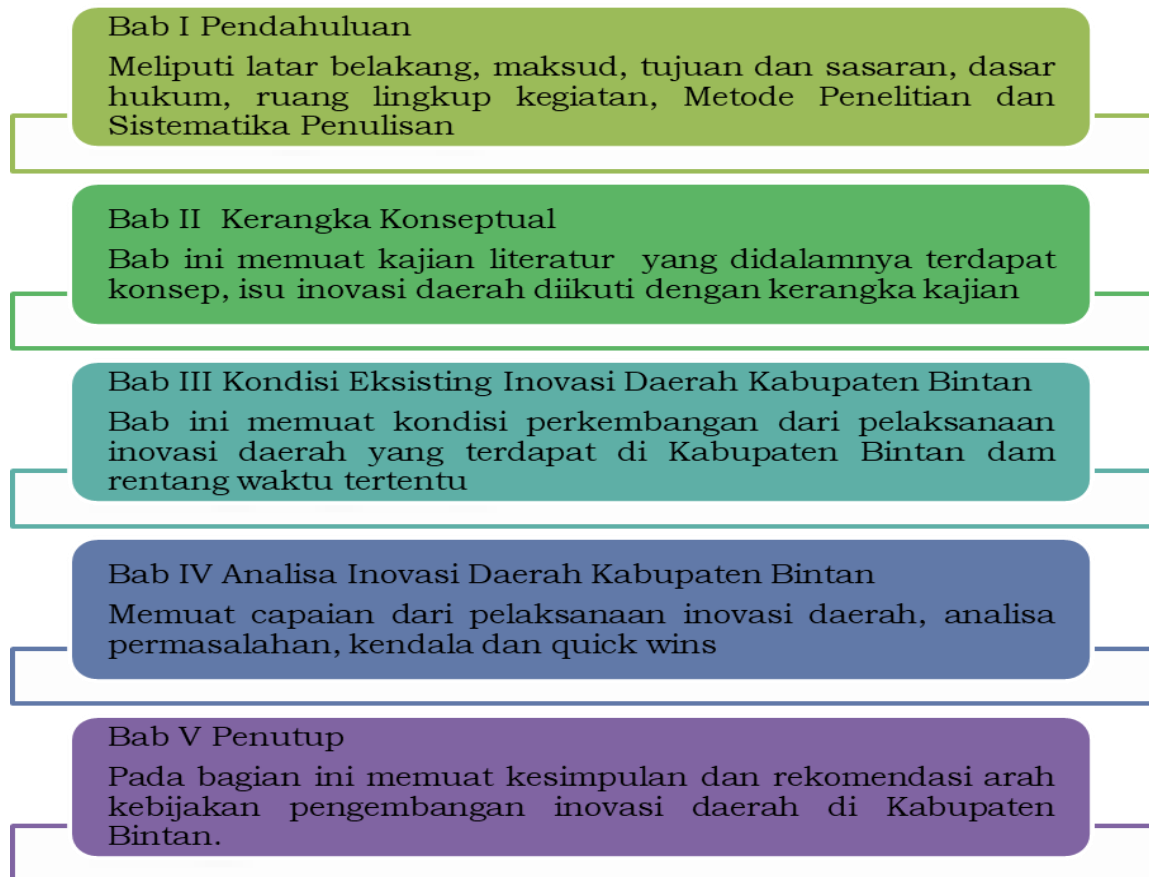 Bab I Pendahuluan
Meliputi latar belakang, maksud, tujuan dan sasaran, dasar
hukum, ruang lingkup kegiatan, Metode Penelitian dan
Sistematika Penulisan
Bab II  Kerangka Konseptual
Bab ini memuat kajian literatur  yang didalamnya terdapat
konsep, isu inovasi daerah diikuti dengan kerangka kajian
Bab III Kondisi Eksisting Inovasi Daerah Kabupaten Bintan
Bab ini memuat kondisi perkembangan dari pelaksanaan
inovasi daerah yang terdapat di Kabupaten Bintan dam
rentang waktu tertentu
Bab IV Analisa Inovasi Daerah Kabupaten Bintan
Memuat capaian dari pelaksanaan inovasi daerah, analisa
permasalahan, kendala dan quick wins
Bab V Penutup
Pada bagian ini memuat kesimpulan dan rekomendasi arah
kebijakan pengembangan inovasi daerah di Kabupaten
Bintan.